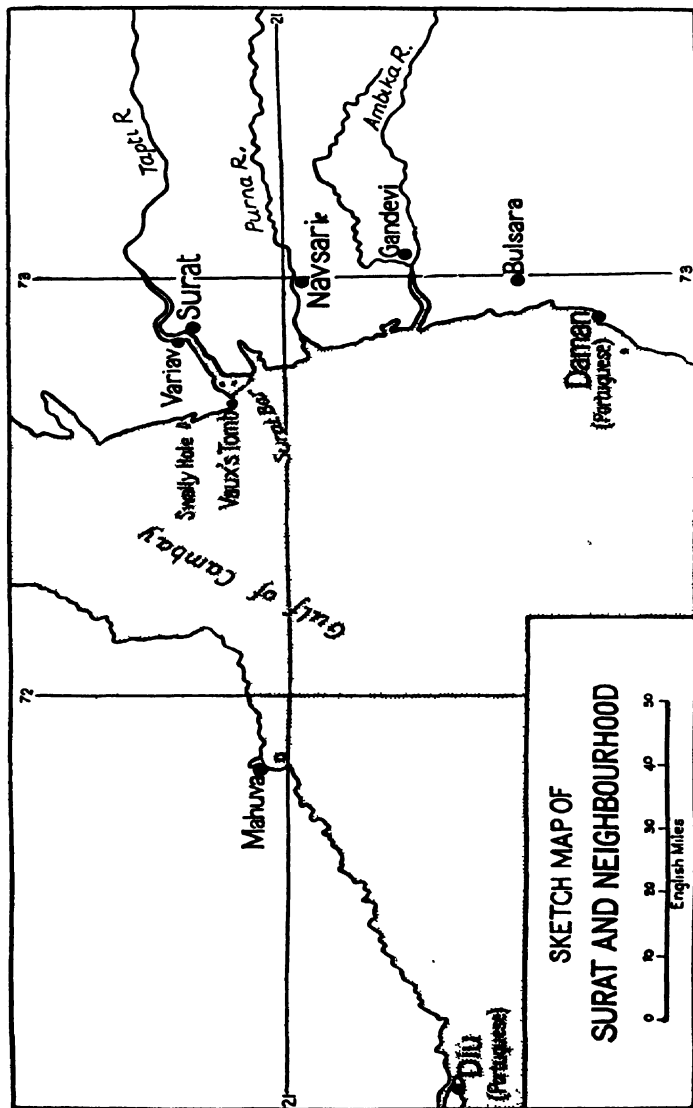 72
73
21
Tapti R
Variav
Surat
Swally Hole
Vaux's Tomb
Surat Bar
Purna R.
Gulf of Cambay
Mahuva
21
Navsari
Ambika R.
Gandevi
Bulsara
Daman
(Portuguese)
Diu
(Portuguese)
73
SKETCH MAP OF
SURAT AND NEIGHBOURHOOD
0 10 20 30 40 50
English Miles